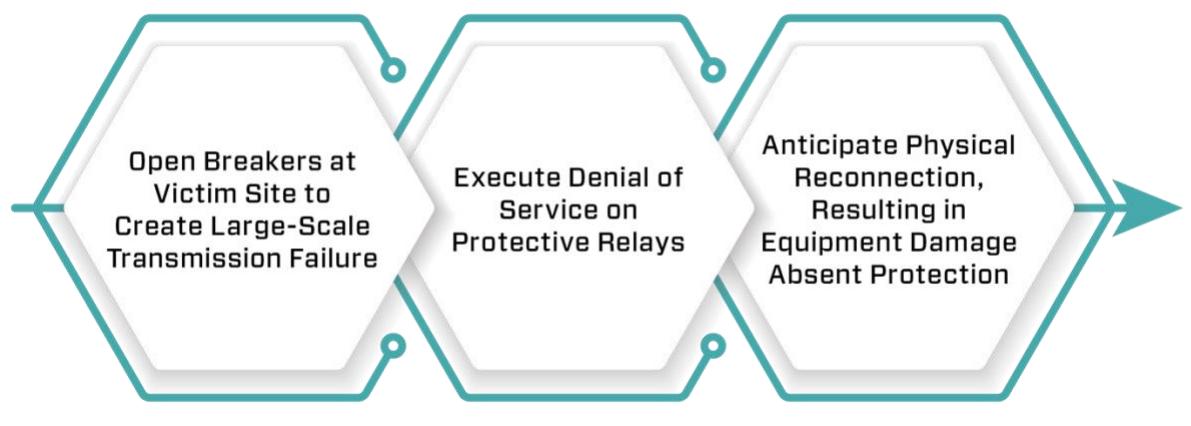 Open Breakers at
Victim Site to
Create Large-Scale
Transmission Failure
Execute Denial of
Service on
Protective Relays
Anticipate Physical
Reconnection,
Resulting in
Equipment Damage
Absent Protection